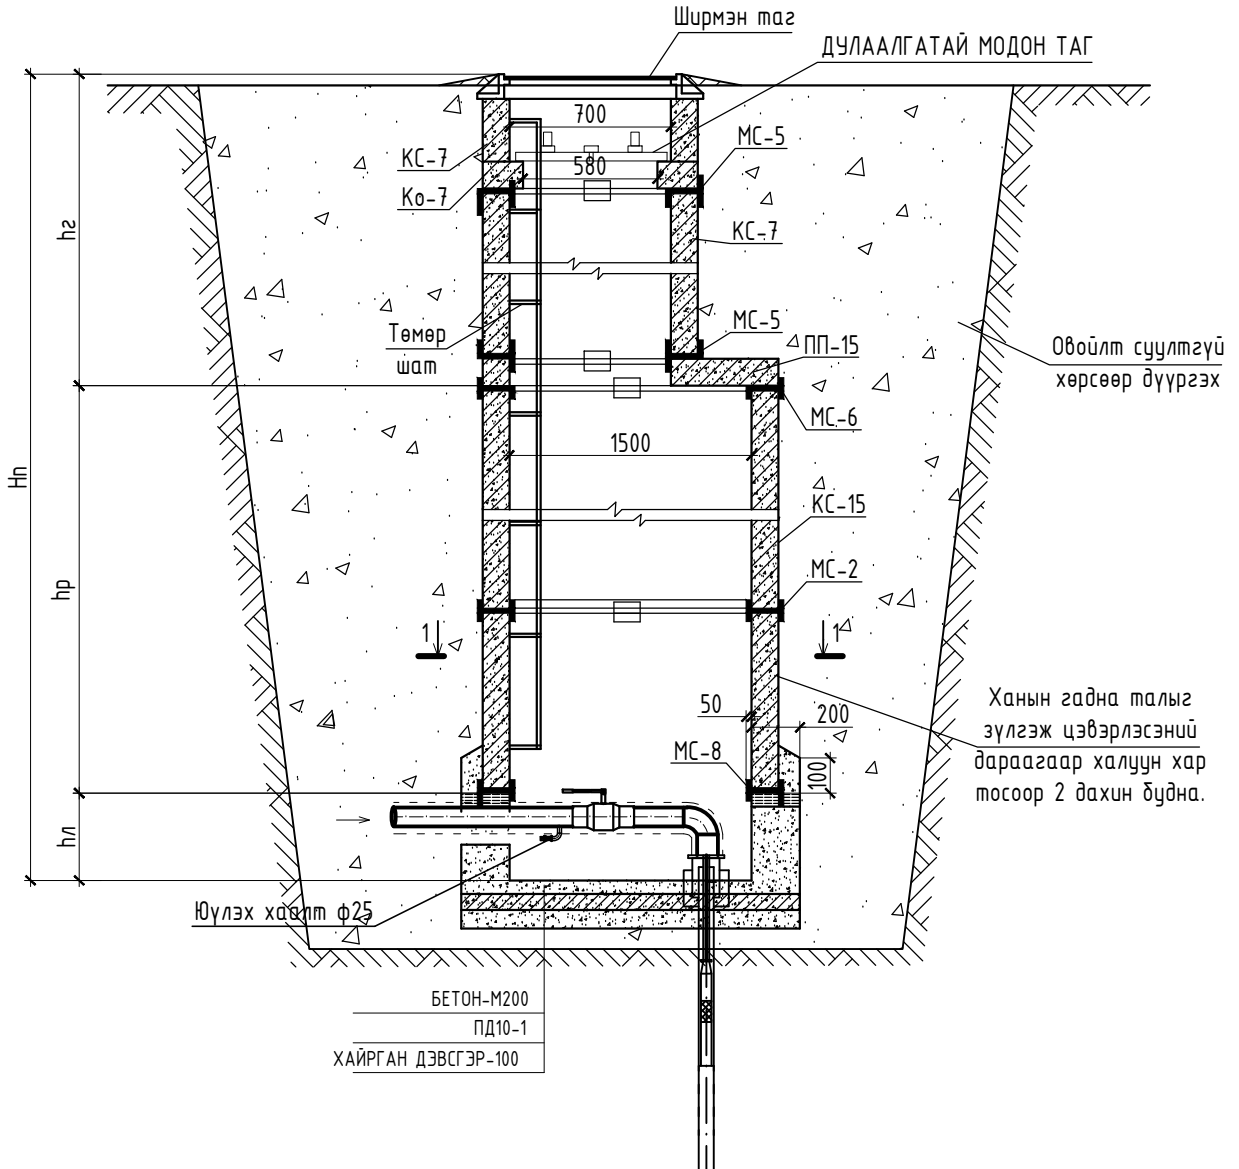 Ширмэн таг
ДУЛААЛГАТАЙ МОДОН ТАГ
700
КС-7
МС-5
580
Ко-7
hг
КС-7
Төмөр
шат
МС-5
ПП-15
Овойлт суултгүй
хөрсөөр дүүргэх
МС-6
1500
Нп
КС-15
hр
МС-2
1
1
50
200
Ханын гадна талыг
зүлгэж цэвэрлэсэний
дараагаар халуун хар
тосоор 2 дахин будна.
МС-8
100
hл
Юүлэх хаалт ф25
БЕТОН-М200
ПД10-1
ХАЙРГАН ДЭВСГЭР-100